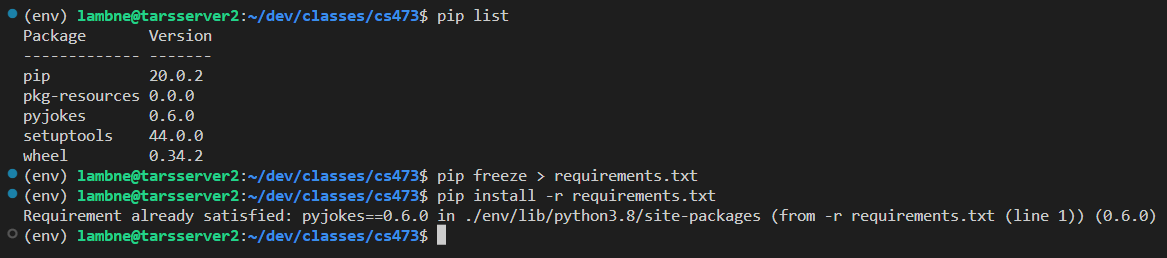 (env) lambne@tarsserver2:~/dev/classes/cs473$ pip list
Package       Version
------------- -------
pip           20.0.2
pkg-resources 0.0.0
pyjokes       0.6.0
setuptools    44.0.0
wheel         0.34.2
(env) lambne@tarsserver2:~/dev/classes/cs473$ pip freeze > requirements.txt
(env) lambne@tarsserver2:~/dev/classes/cs473$ pip install -r requirements.txt
Requirement already satisfied: pyjokes==0.6.0 in ./env/lib/python3.8/site-packages (from -r requirements.txt (line 1)) (0.6.0)
(env) lambne@tarsserver2:~/dev/classes/cs473$